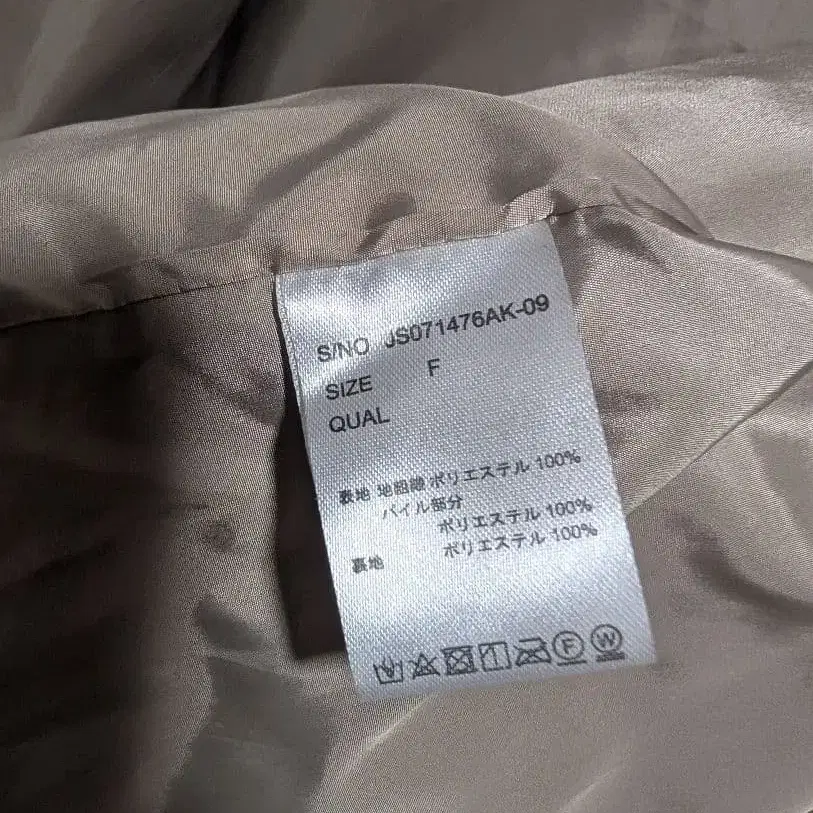 S/NO JS071476AK-09
SIZE F
QUAL
表地 地組織 ポリエステル 100%
パイル部分
ポリエステル 100%
裏地 ポリエステル 100%
F W